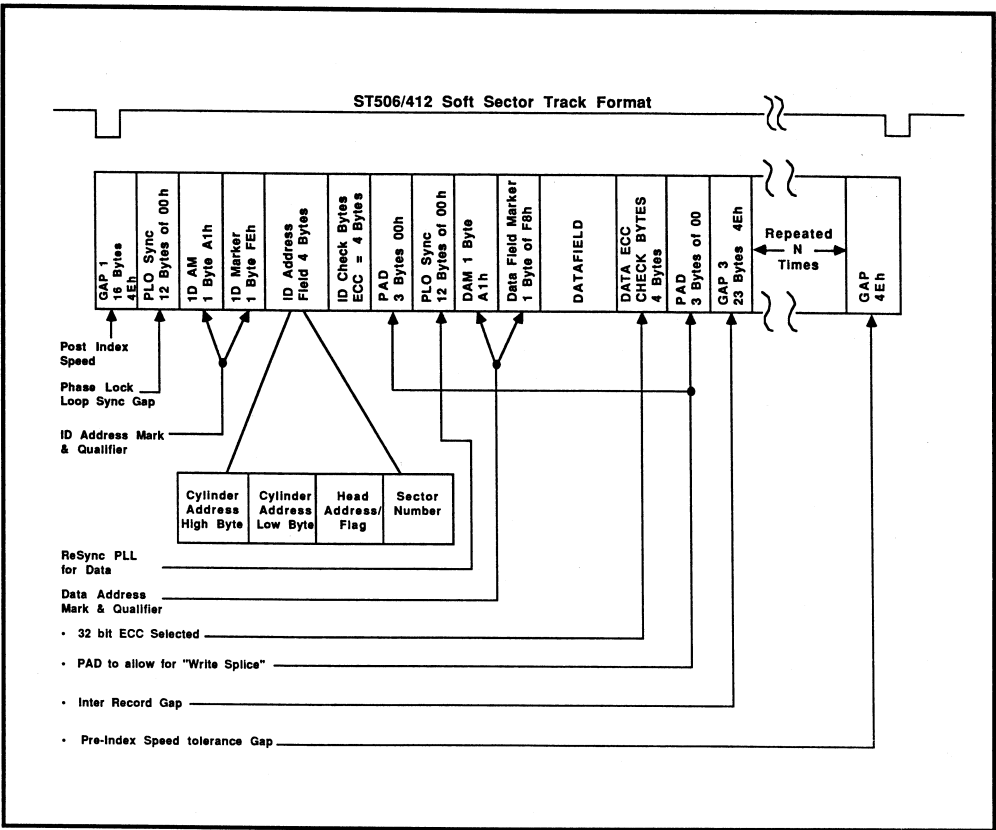 ST506/412 Soft Sector Track Format
GAP 1
16 Bytes
4Eh
PLO Sync
12 Bytes of 00h
1D AM
1 Byte A1h
1D Marker
1 Byte FEh
ID Address
Field 4 Bytes
ID Check Bytes
ECC = 4 Bytes
PAD
3 Bytes 00h
PLO Sync
12 Bytes of 00h
DAM 1 Byte
A1h
Data Field Marker
1 Byte of F8h
DATAFIELD
DATA ECC
CHECK BYTES
4 Bytes
PAD
3 Bytes of 00
GAP 3
23 Bytes 4Eh
Repeated
N
Times
GAP
4Eh
Post Index
Speed
Phase Lock
Loop Sync Gap
ID Address Mark
& Qualifier
Cylinder
Address
High Byte
Cylinder
Address
Low Byte
Head
Address/
Flag
Sector
Number
ReSync PLL
for Data
Data Address
Mark & Qualifier
• 32 bit ECC Selected
• PAD to allow for "Write Splice"
• Inter Record Gap
• Pre-Index Speed tolerance Gap